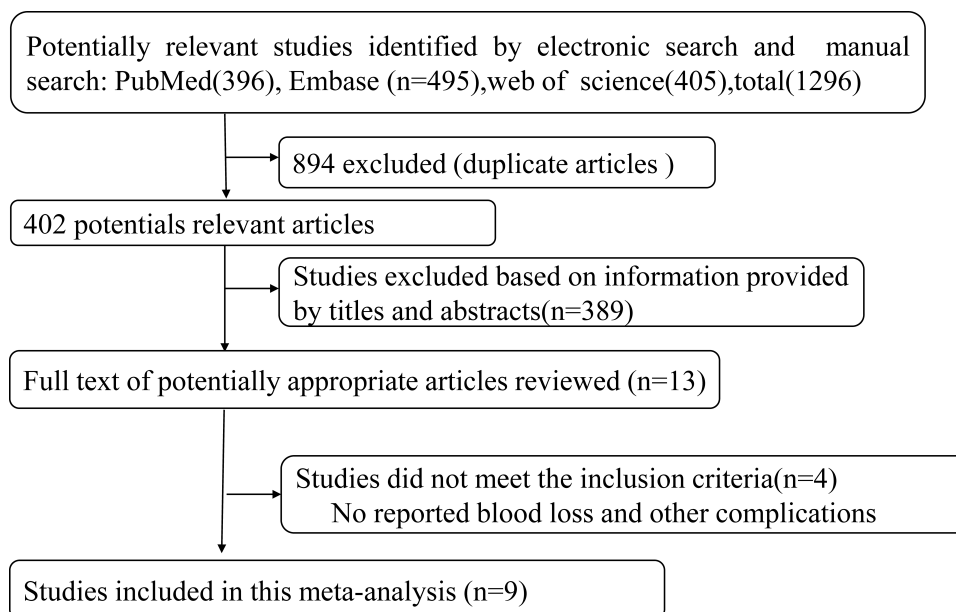 Potentially relevant studies identified by electronic search and manual
search: PubMed(396), Embase (n=495),web of science(405),total(1296)
894 excluded (duplicate articles )
402 potentials relevant articles
Studies excluded based on information provided
by titles and abstracts(n=389)
Full text of potentially appropriate articles reviewed (n=13)
Studies did not meet the inclusion criteria(n=4)
No reported blood loss and other complications
Studies included in this meta-analysis (n=9)